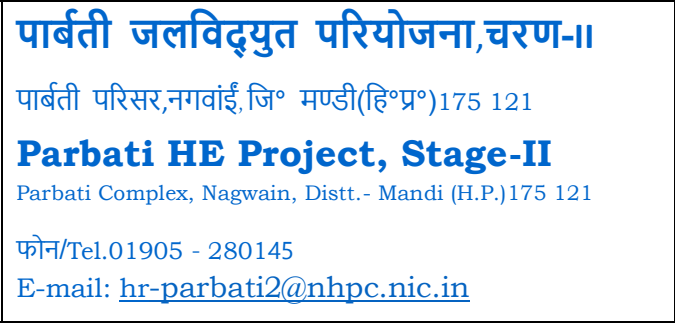 पार्बती जलविद्युत परियोजना,चरण-II
पार्बती परिसर,नगवांईं, जि° मण्डी(हि°प्र°)175 121
Parbati HE Project, Stage-II
Parbati Complex, Nagwain, Distt.- Mandi (H.P.)175 121
फोन/Tel.01905 - 280145
E-mail: hr-parbati2@nhpc.nic.in